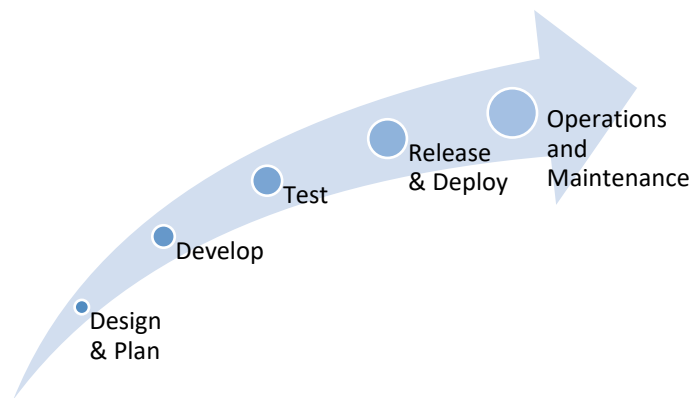 Design
& Plan
Develop
Test
Release
& Deploy
Operations
and
Maintenance